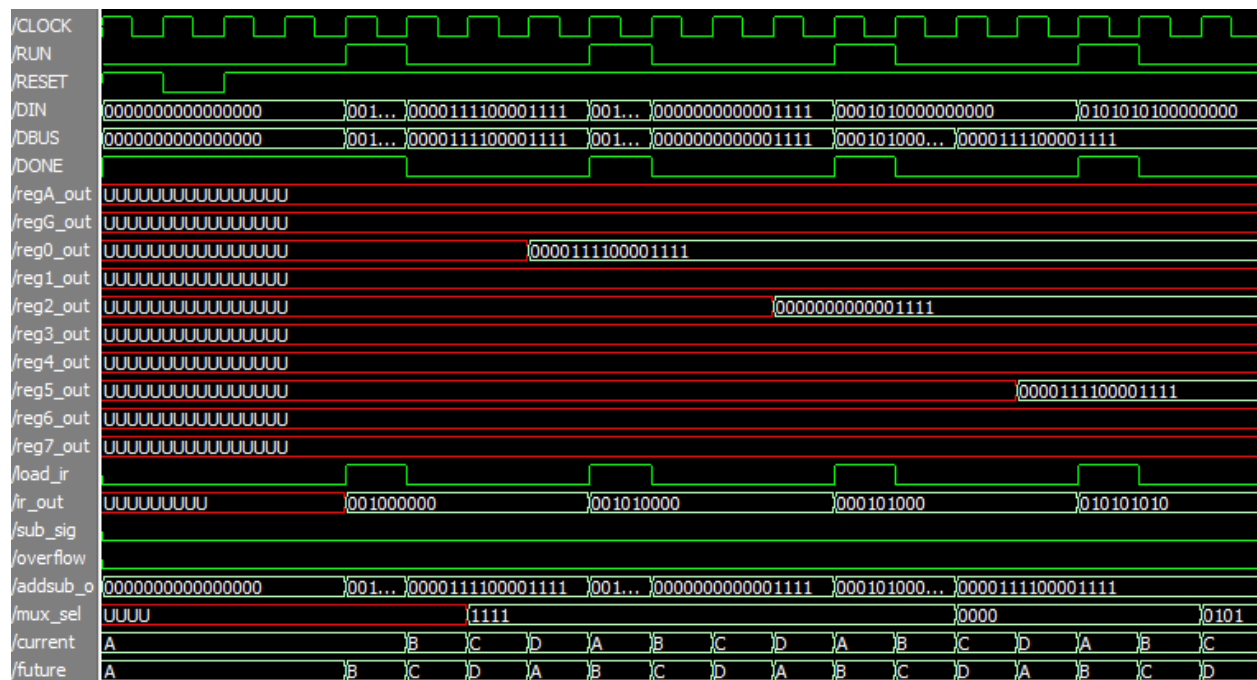 /CLOCK
/RUN
/RESET
/DIN 0000000000000000 001... 0000111100001111 001... 0000000000001111 0001010000000000 0101010100000000
/DBUS 0000000000000000 001... 0000111100001111 001... 0000000000001111 000101000... 0000111100001111
/DONE
/regA_out UUUUUUUUUUUUUUUU
/regG_out UUUUUUUUUUUUUUUU
/reg0_out UUUUUUUUUUUUUUUU 0000111100001111
/reg1_out UUUUUUUUUUUUUUUU
/reg2_out UUUUUUUUUUUUUUUU 0000000000001111
/reg3_out UUUUUUUUUUUUUUUU
/reg4_out UUUUUUUUUUUUUUUU
/reg5_out UUUUUUUUUUUUUUUU 0000111100001111
/reg6_out UUUUUUUUUUUUUUUU
/reg7_out UUUUUUUUUUUUUUUU
/load_ir
/ir_out UUUUUUUUU 001000000 001010000 000101000 010101010
/sub_sig
/overflow
/addsub_o 0000000000000000 001... 0000111100001111 001... 0000000000001111 000101000... 0000111100001111
/mux_sel UUUU 1111 0000 0101
/current A B C D A B C D A B C D A B C
/future A B C D A B C D A B C D A B C D